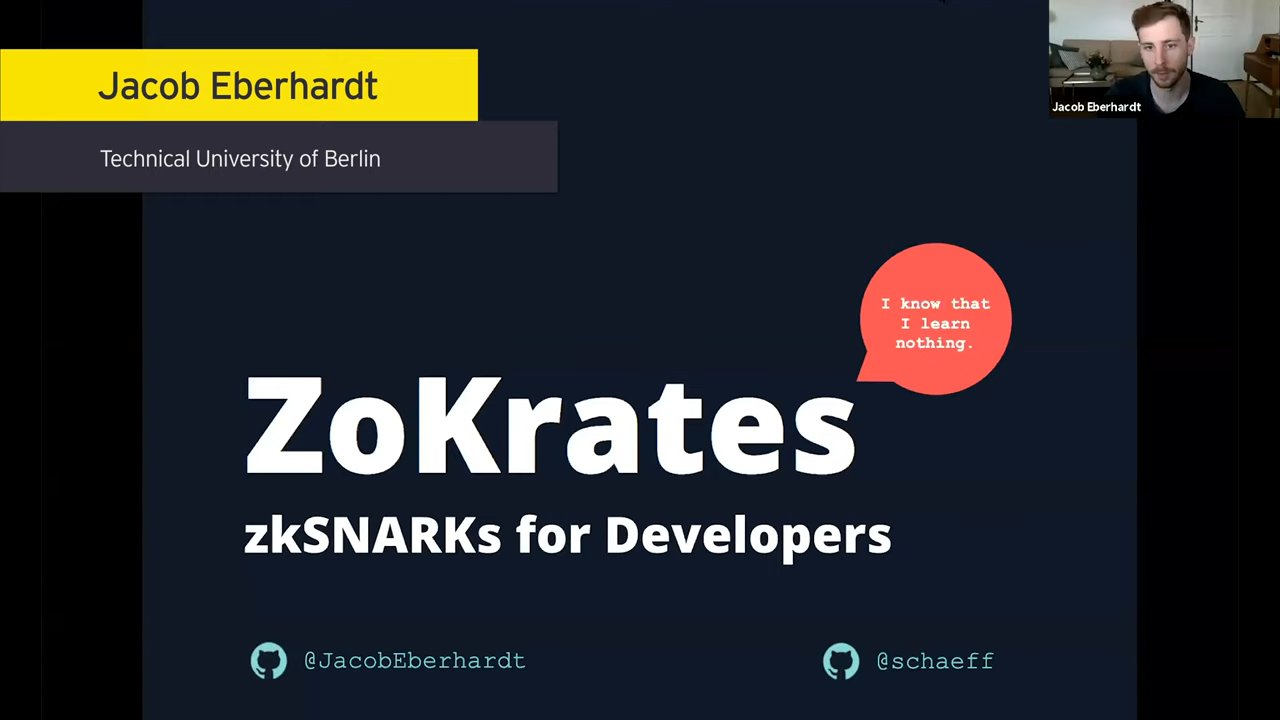 Jacob Eberhardt
Technical University of Berlin
Jacob Eberhardt
I know that
I learn
nothing.
ZoKrates
zkSNARKs for Developers
@JacobEberhardt
@schaeff